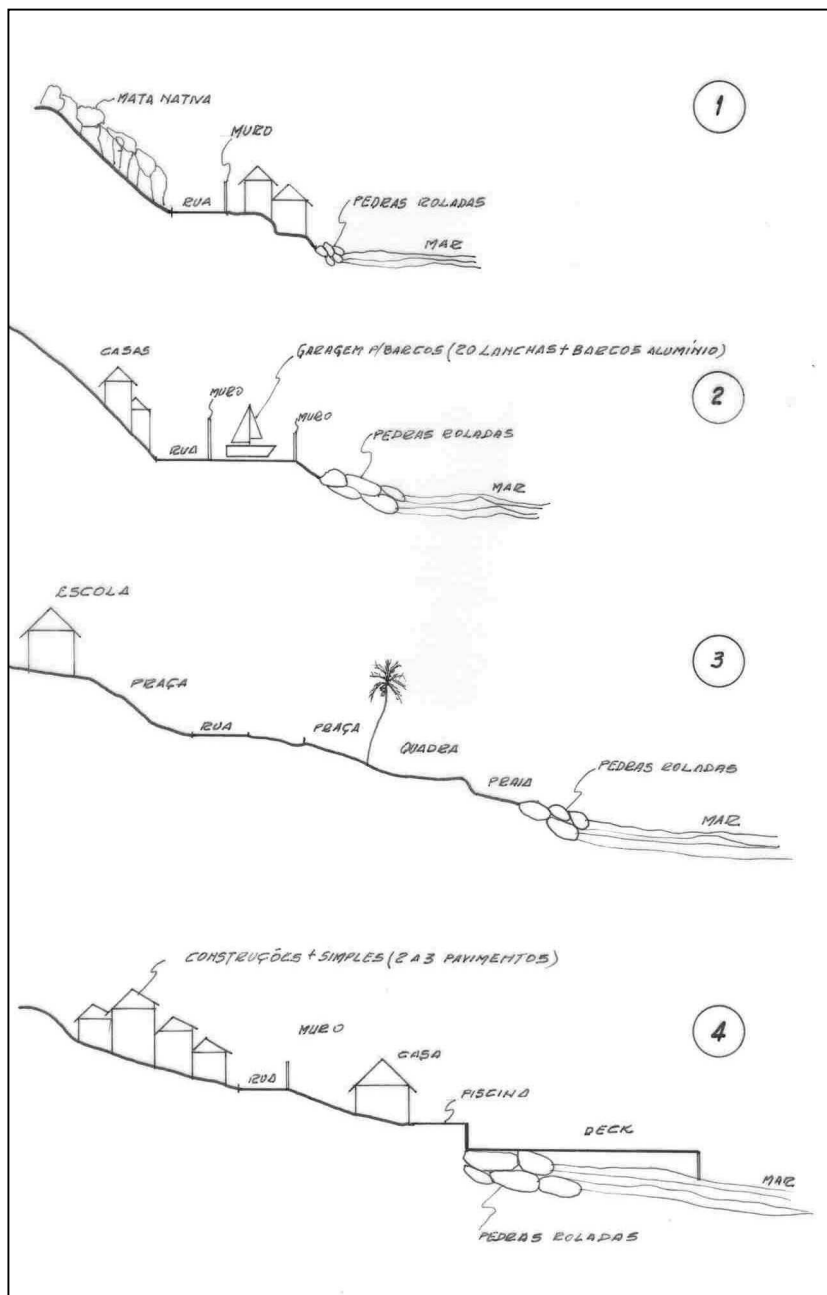 1
MATA NATIVA
MURO
RUA
PEDRAS ROLADAS
MAR
2
CASAS
GARAGEM P/BARCOS (20 LANCHAS + BARCOS ALUMÍNIO)
MURO
MURO
RUA
PEDRAS ROLADAS
MAR
3
ESCOLA
PRAÇA
RUA
PRAÇA
QUADRA
PRAIA
PEDRAS ROLADAS
MAR
4
CONSTRUÇÕES + SIMPLES (2 A 3 PAVIMENTOS)
MURO
CASA
RUA
PISCINA
DECK
MAR
PEDRAS ROLADAS